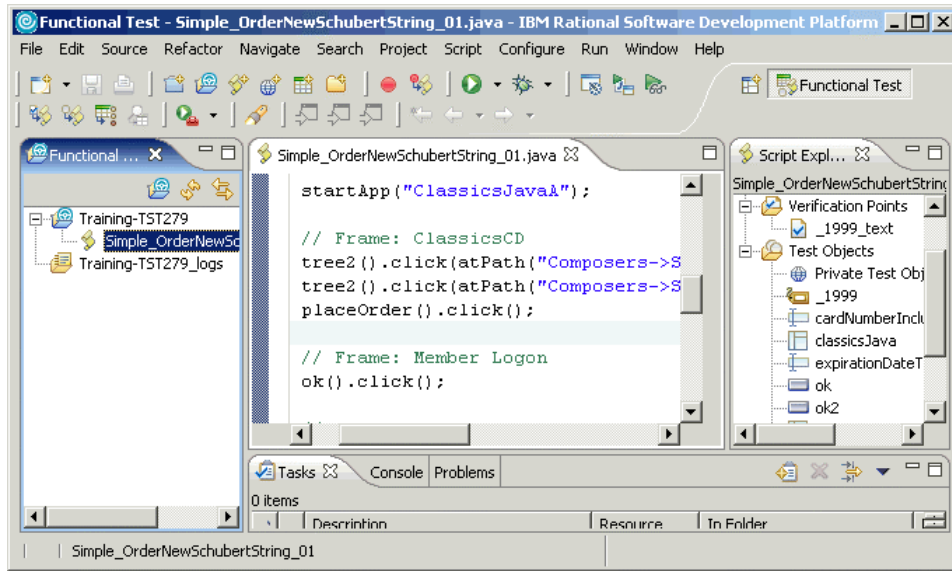 Functional Test - Simple_OrderNewSchubertString_01.java - IBM Rational Software Development Platform
File Edit Source Refactor Navigate Search Project Script Configure Run Window Help
Functional Test
Functional ...
Training-TST279
Simple_OrderNewSc
Training-TST279_logs
Simple_OrderNewSchubertString_01.java
startApp("ClassicsJavaA");
// Frame: ClassicsCD
tree2().click(atPath("Composers->S
tree2().click(atPath("Composers->S
placeOrder().click();
// Frame: Member Logon
ok().click();
Script Expl...
Simple_OrderNewSchubertString
Verification Points
_1999_text
Test Objects
Private Test Obj
_1999
cardNumberInclu
classicsJava
expirationDateT
ok
ok2
Tasks Console Problems
0 items
! Description Resource In Folder
Simple_OrderNewSchubertString_01